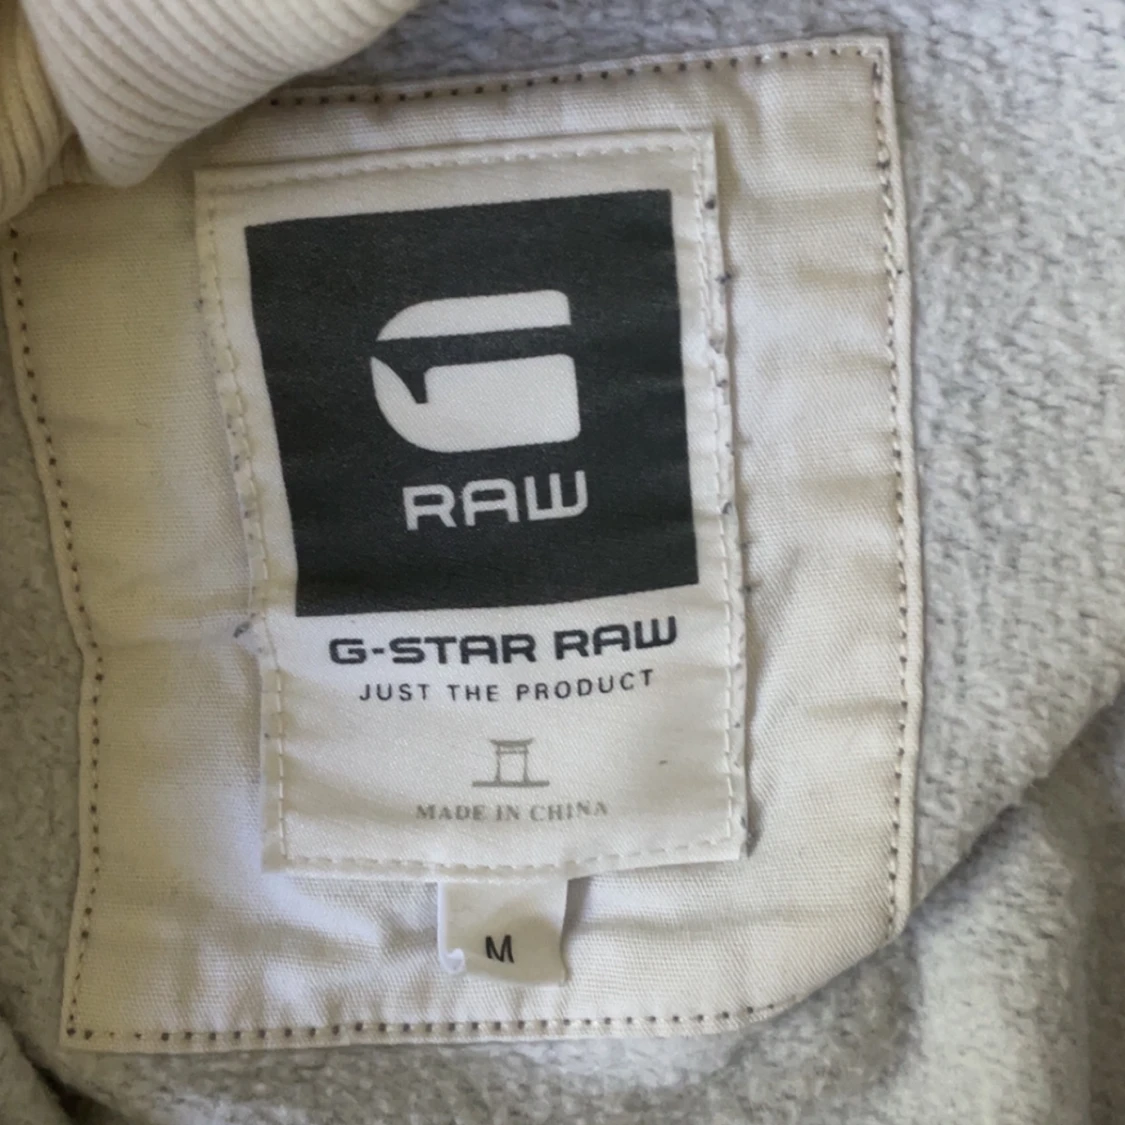 RAW
G-STAR RAW
JUST THE PRODUCT
MADE IN CHINA
M